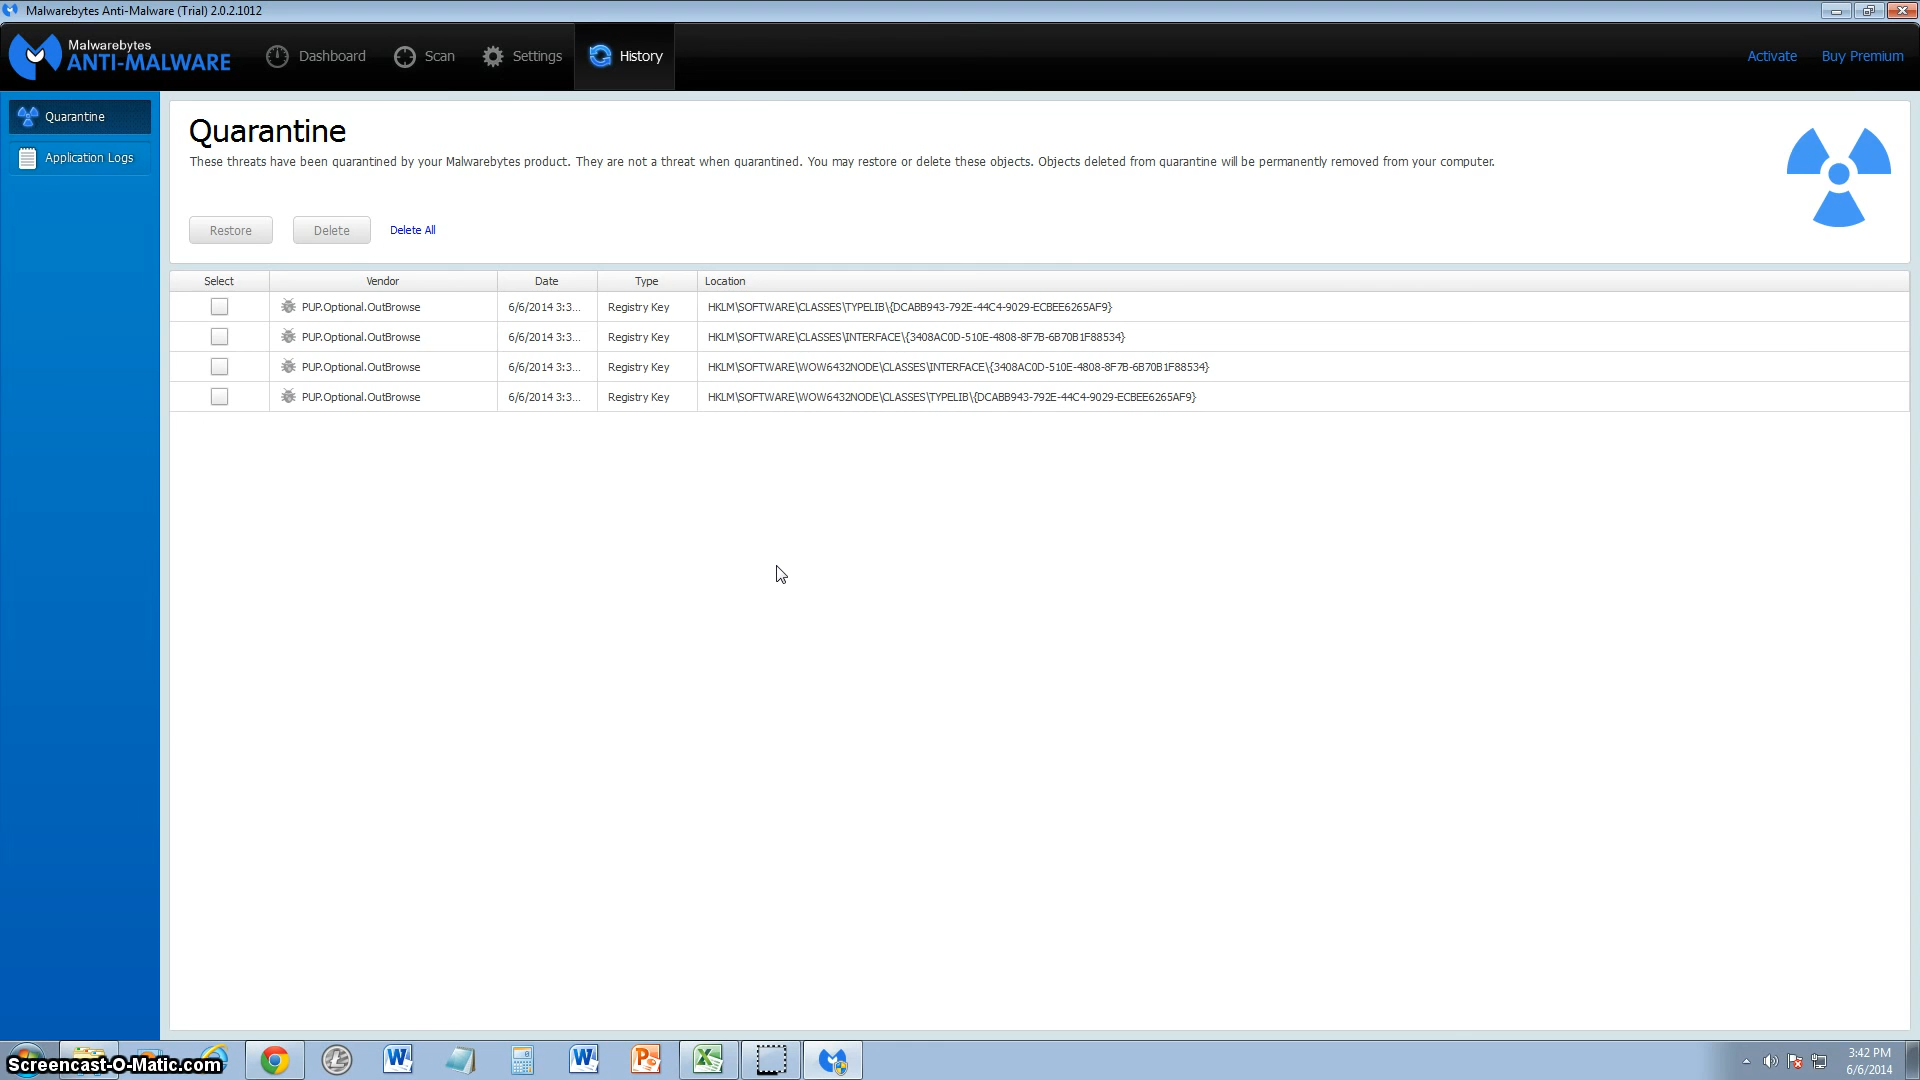 Malwarebytes Anti-Malware (Trial) 2.0.2.1012
Malwarebytes
ANTI-MALWARE
Dashboard
Scan
Settings
History
Activate
Buy Premium
Quarantine
Application Logs
Quarantine
These threats have been quarantined by your Malwarebytes product. They are not a threat when quarantined. You may restore or delete these objects. Objects deleted from quarantine will be permanently removed from your computer.
Restore
Delete
Delete All
Select Vendor Date Type Location
PUP.Optional.OutBrowse 6/6/2014 3:3... Registry Key HKLM\SOFTWARE\CLASSES\TYPELIB\{DCABB943-792E-44C4-9029-ECBEE6265AF9}
PUP.Optional.OutBrowse 6/6/2014 3:3... Registry Key HKLM\SOFTWARE\CLASSES\INTERFACE\{3408AC0D-510E-4808-8F7B-6B70B1F88534}
PUP.Optional.OutBrowse 6/6/2014 3:3... Registry Key HKLM\SOFTWARE\WOW6432NODE\CLASSES\INTERFACE\{3408AC0D-510E-4808-8F7B-6B70B1F88534}
PUP.Optional.OutBrowse 6/6/2014 3:3... Registry Key HKLM\SOFTWARE\WOW6432NODE\CLASSES\TYPELIB\{DCABB943-792E-44C4-9029-ECBEE6265AF9}
Screencast-O-Matic.com
3:42 PM
6/6/2014